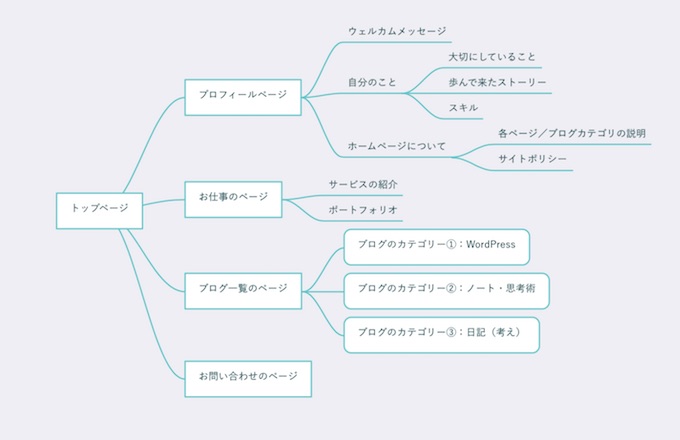 トップページ
プロフィールページ
ウェルカムメッセージ
自分のこと
大切にしていること
歩んで来たストーリー
スキル
ホームページについて
各ページ／ブログカテゴリの説明
サイトポリシー
お仕事のページ
サービスの紹介
ポートフォリオ
ブログ一覧のページ
ブログのカテゴリー①：WordPress
ブログのカテゴリー②：ノート・思考術
ブログのカテゴリー③：日記（考え）
お問い合わせのページ